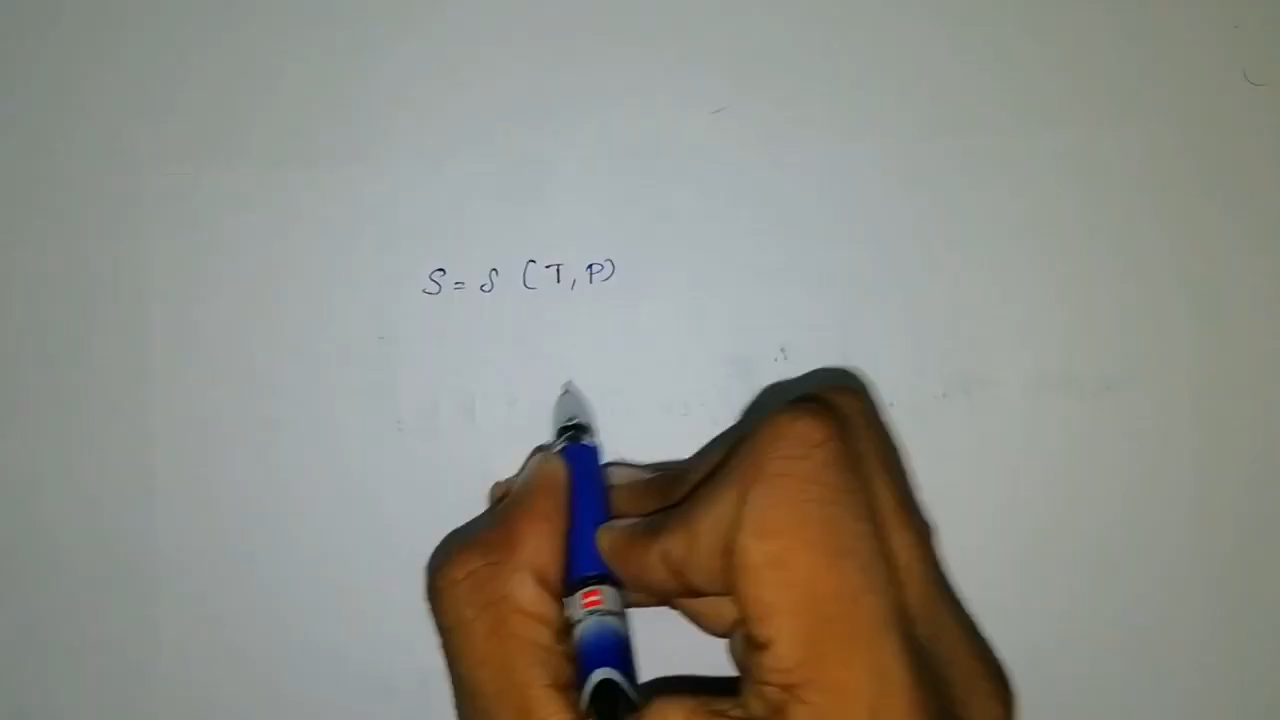 S = S (T, P)